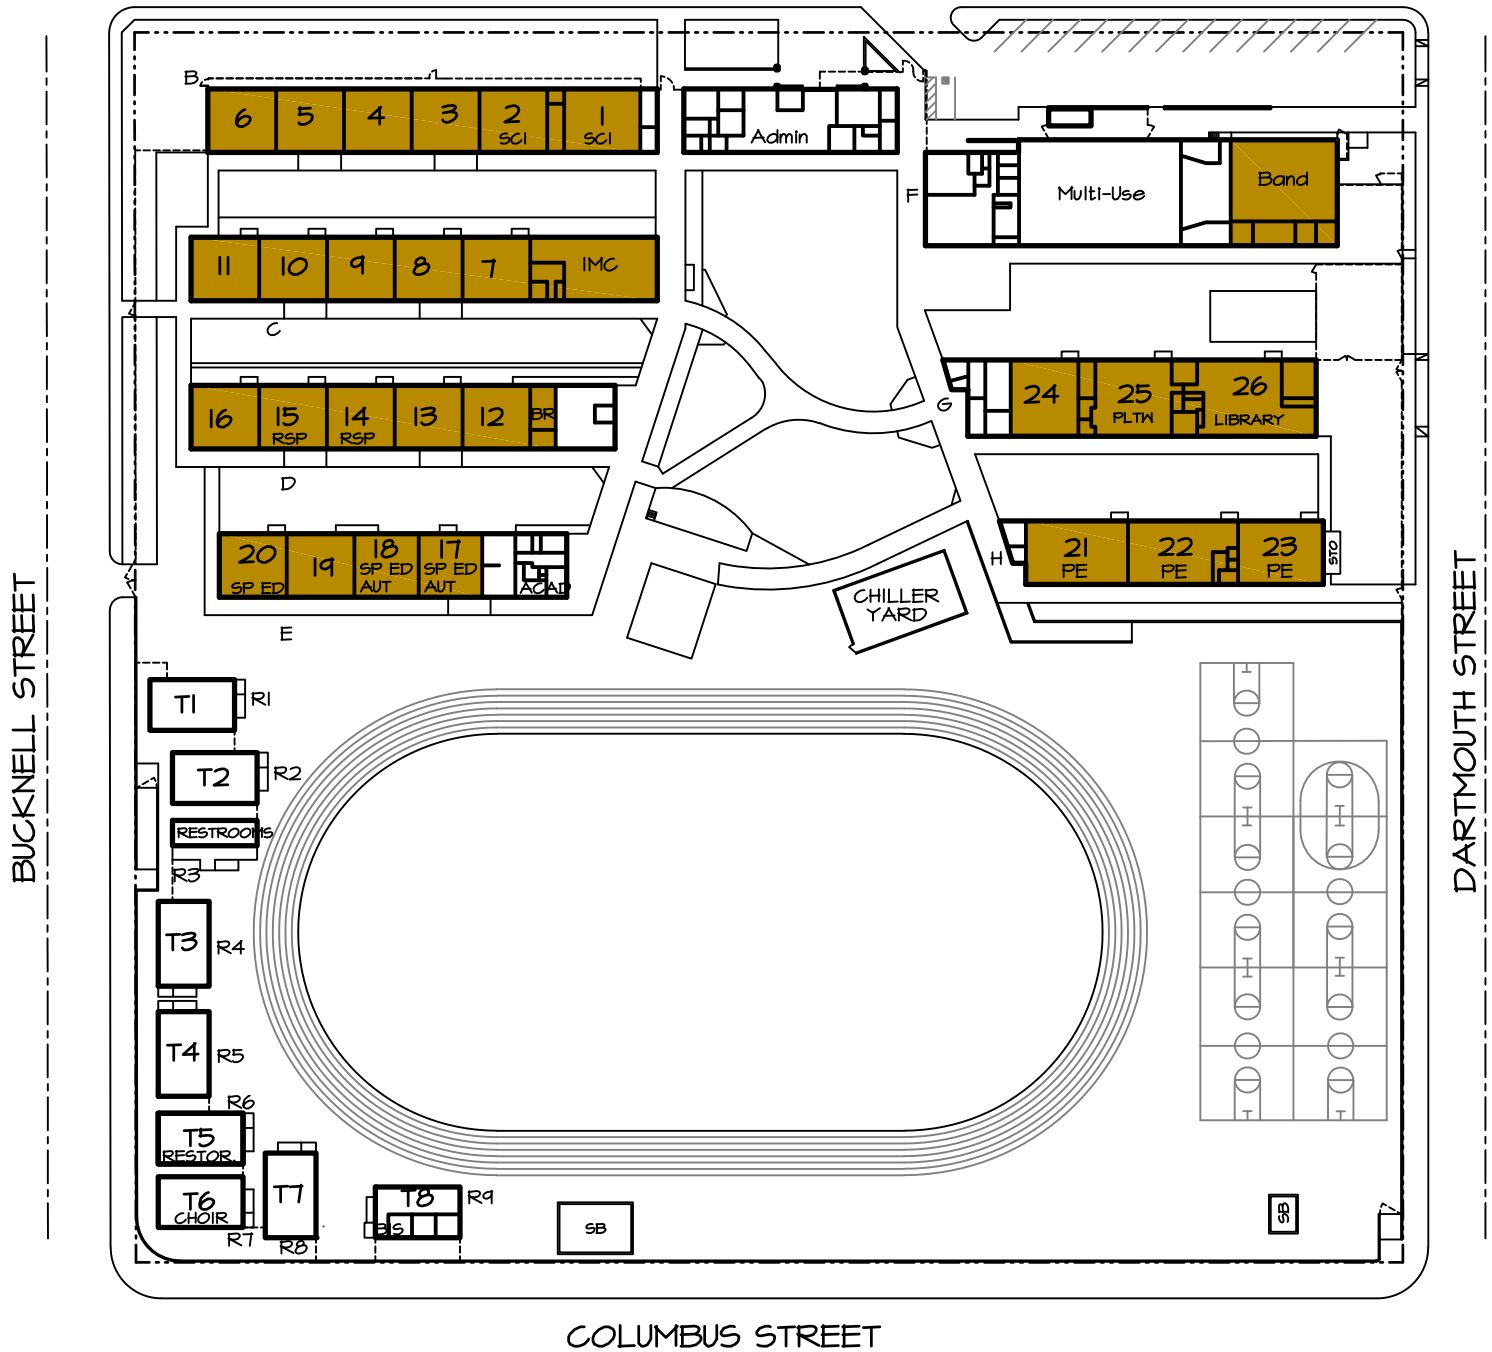 B
6
5
4
3
2
SCI
1
SCI
Admin
F
Multi-Use
Band
11
10
9
8
7
IMC
C
16
15
RSP
14
RSP
13
12
BR
G
24
25
PLTW
26
LIBRARY
D
20
SP ED
19
18
SP ED
AUT
17
SP ED
AUT
ACAD
E
H
21
PE
22
PE
23
PE
STO
CHILLER
YARD
BUCKNELL STREET
DARTMOUTH STREET
T1
R1
T2
R2
RESTROOMS
R3
T3
R4
T4
R5
R6
T5
RESTOR.
T6
CHOIR
R7
T7
R8
T8
BIS
R9
SB
SB
COLUMBUS STREET